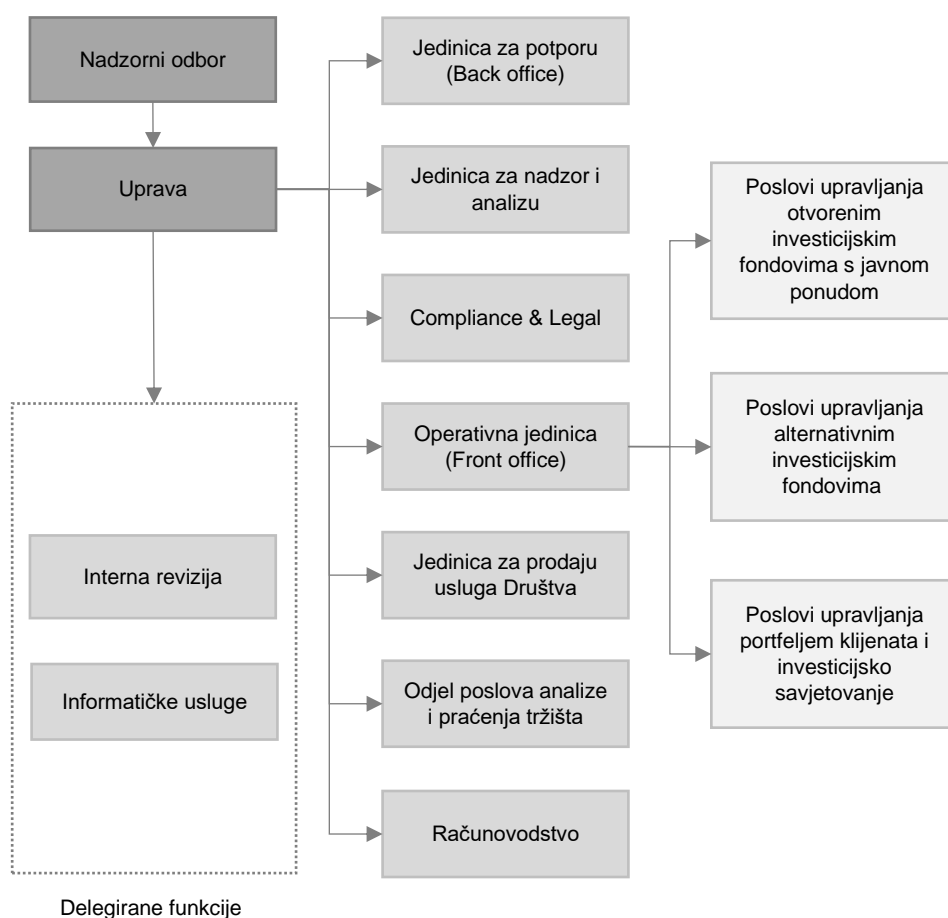 Nadzorni odbor
Uprava
Interna revizija
Informatičke usluge
Delegirane funkcije
Jedinica za potporu
(Back office)
Jedinica za nadzor i
analizu
Compliance & Legal
Operativna jedinica
(Front office)
Jedinica za prodaju
usluga Društva
Odjel poslova analize
i praćenja tržišta
Računovodstvo
Poslovi upravljanja
otvorenim
investicijskim
fondovima s javnom
ponudom
Poslovi upravljanja
alternativnim
investicijskim
fondovima
Poslovi upravljanja
portfeljem klijenata i
investicijsko
savjetovanje